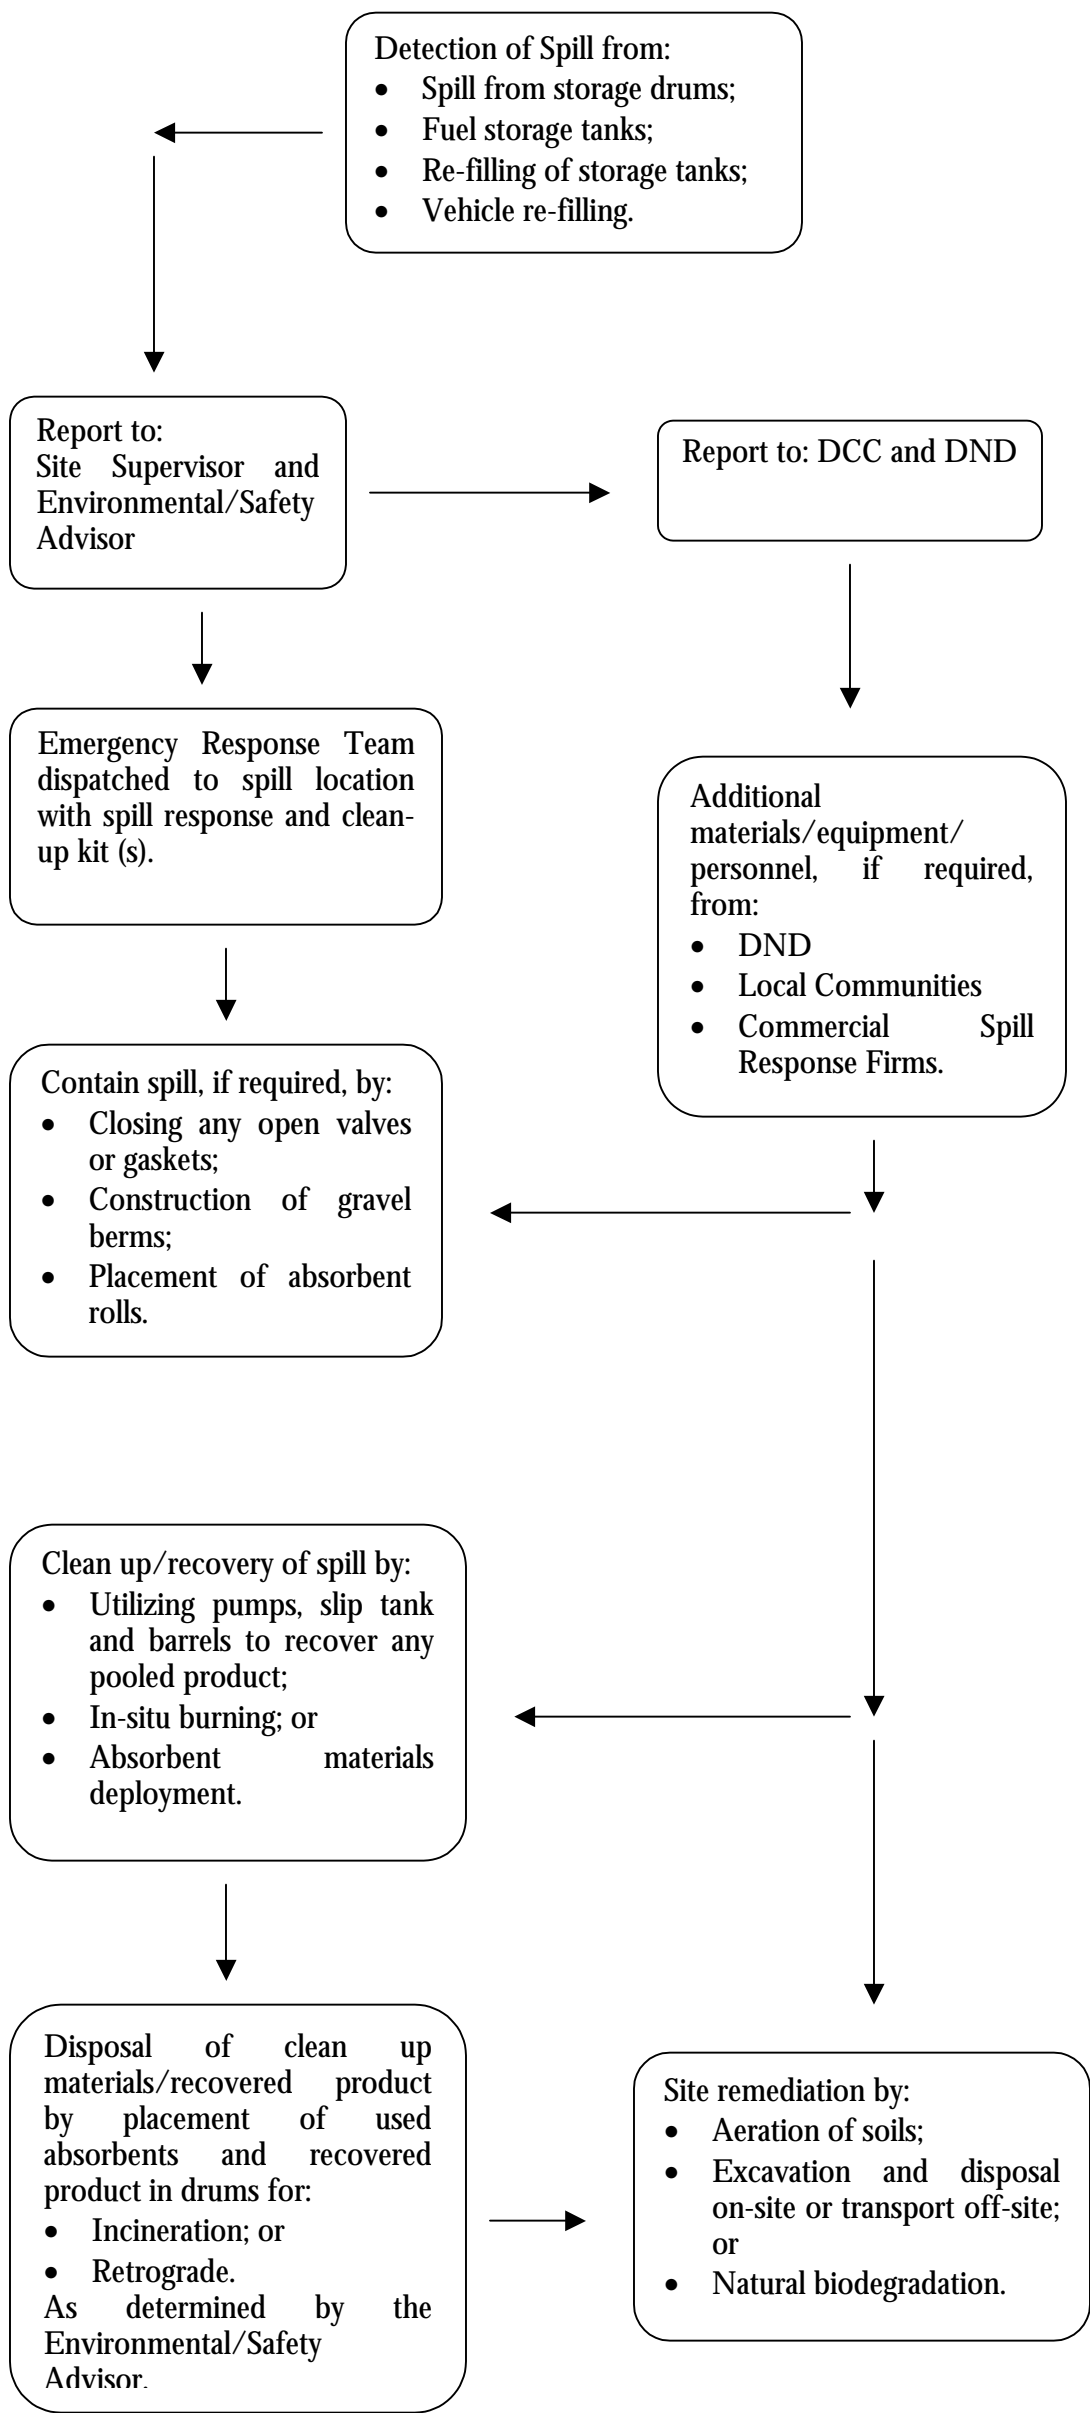 Detection of Spill from:
• Spill from storage drums;
• Fuel storage tanks;
• Re-filling of storage tanks;
• Vehicle re-filling.
Report to:
Site Supervisor and
Environmental/Safety
Advisor
Report to: DCC and DND
Emergency Response Team
dispatched to spill location
with spill response and clean-
up kit (s).
Additional
materials/equipment/
personnel, if required,
from:
• DND
• Local Communities
• Commercial Spill
Response Firms.
Contain spill, if required, by:
• Closing any open valves
or gaskets;
• Construction of gravel
berms;
• Placement of absorbent
rolls.
Clean up/recovery of spill by:
• Utilizing pumps, slip tank
and barrels to recover any
pooled product;
• In-situ burning; or
• Absorbent materials
deployment.
Disposal of clean up
materials/recovered product
by placement of used
absorbents and recovered
product in drums for:
• Incineration; or
• Retrograde.
As determined by the
Environmental/Safety
Advisor.
Site remediation by:
• Aeration of soils;
• Excavation and disposal
on-site or transport off-site;
or
• Natural biodegradation.